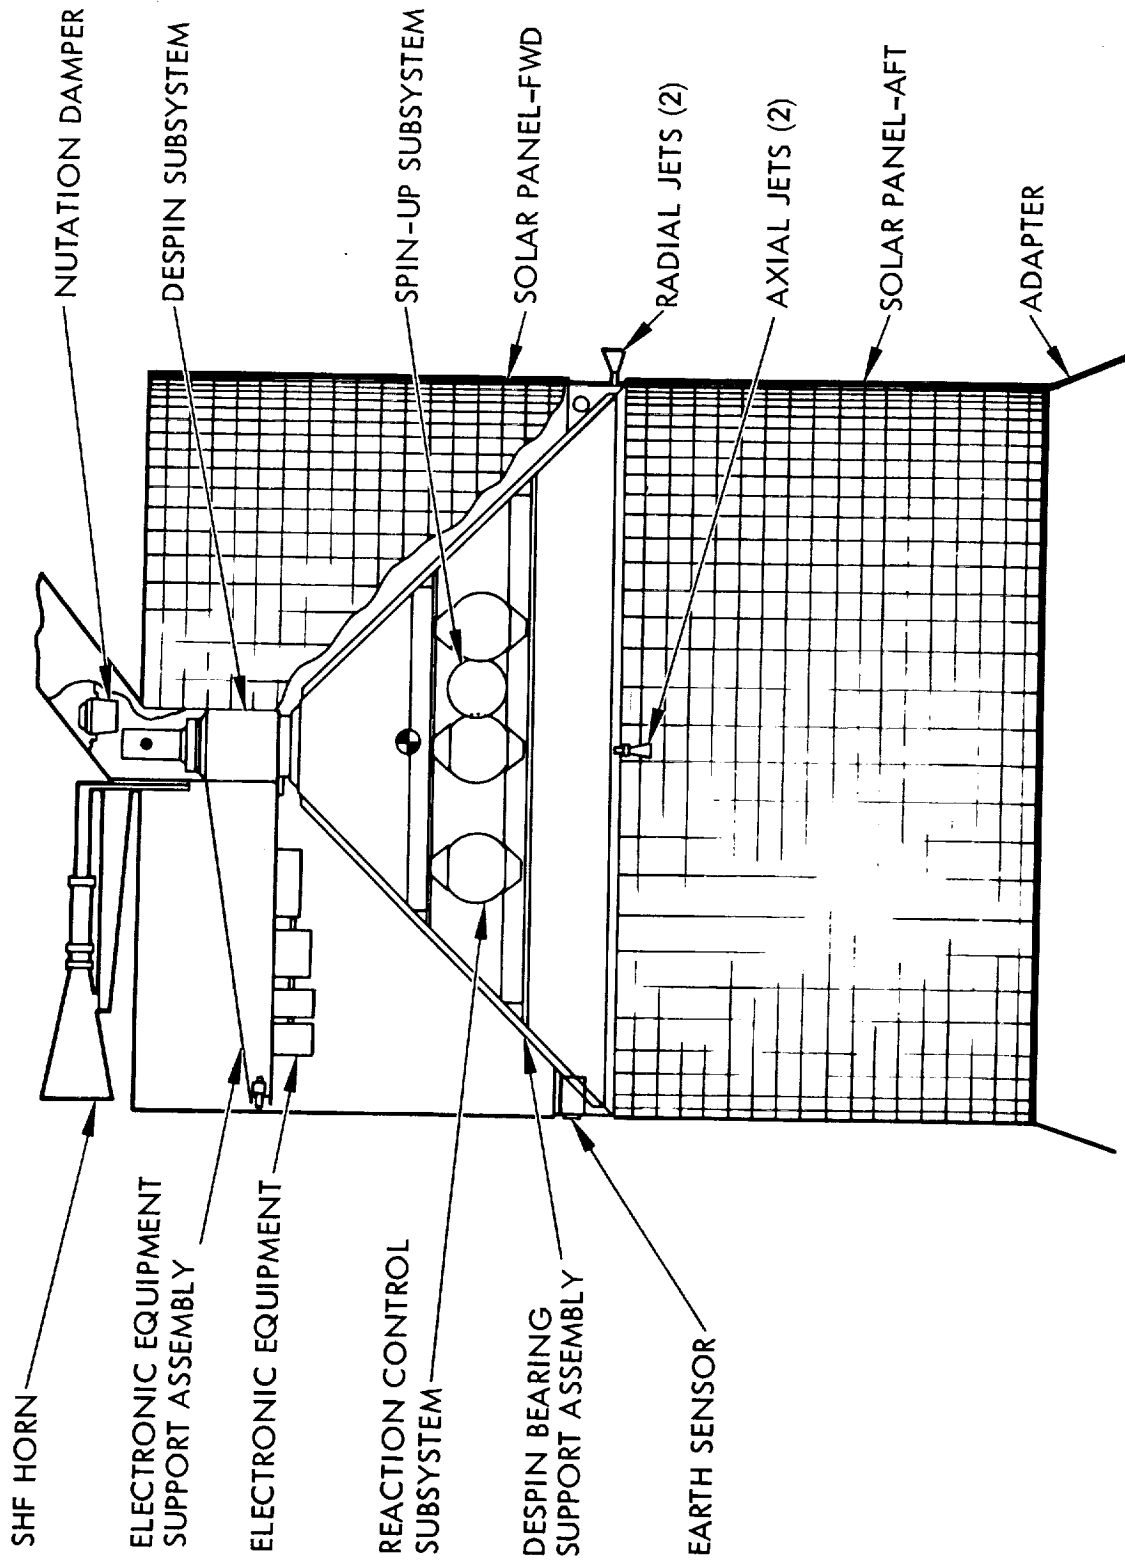 SHF HORN
ELECTRONIC EQUIPMENT
SUPPORT ASSEMBLY
ELECTRONIC EQUIPMENT
REACTION CONTROL
SUBSYSTEM
DESPIN BEARING
SUPPORT ASSEMBLY
EARTH SENSOR
NUTATION DAMPER
DESPIN SUBSYSTEM
SPIN-UP SUBSYSTEM
SOLAR PANEL-FWD
RADIAL JETS (2)
AXIAL JETS (2)
SOLAR PANEL-AFT
ADAPTER